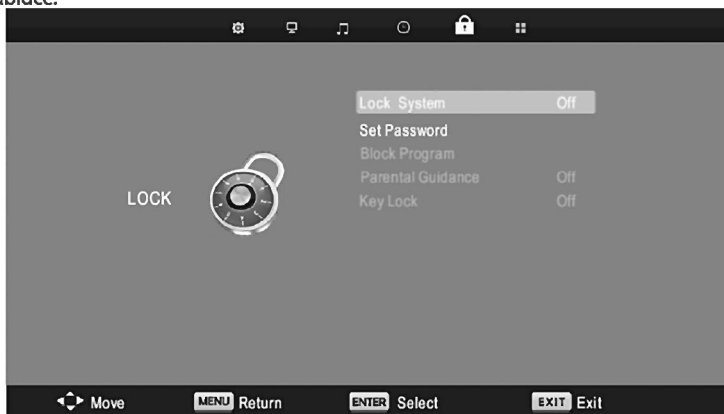 Lock System Off
Set Password
Block Program
Parental Guidance Off
Key Lock Off
LOCK
Move MENU Return ENTER Select EXIT Exit